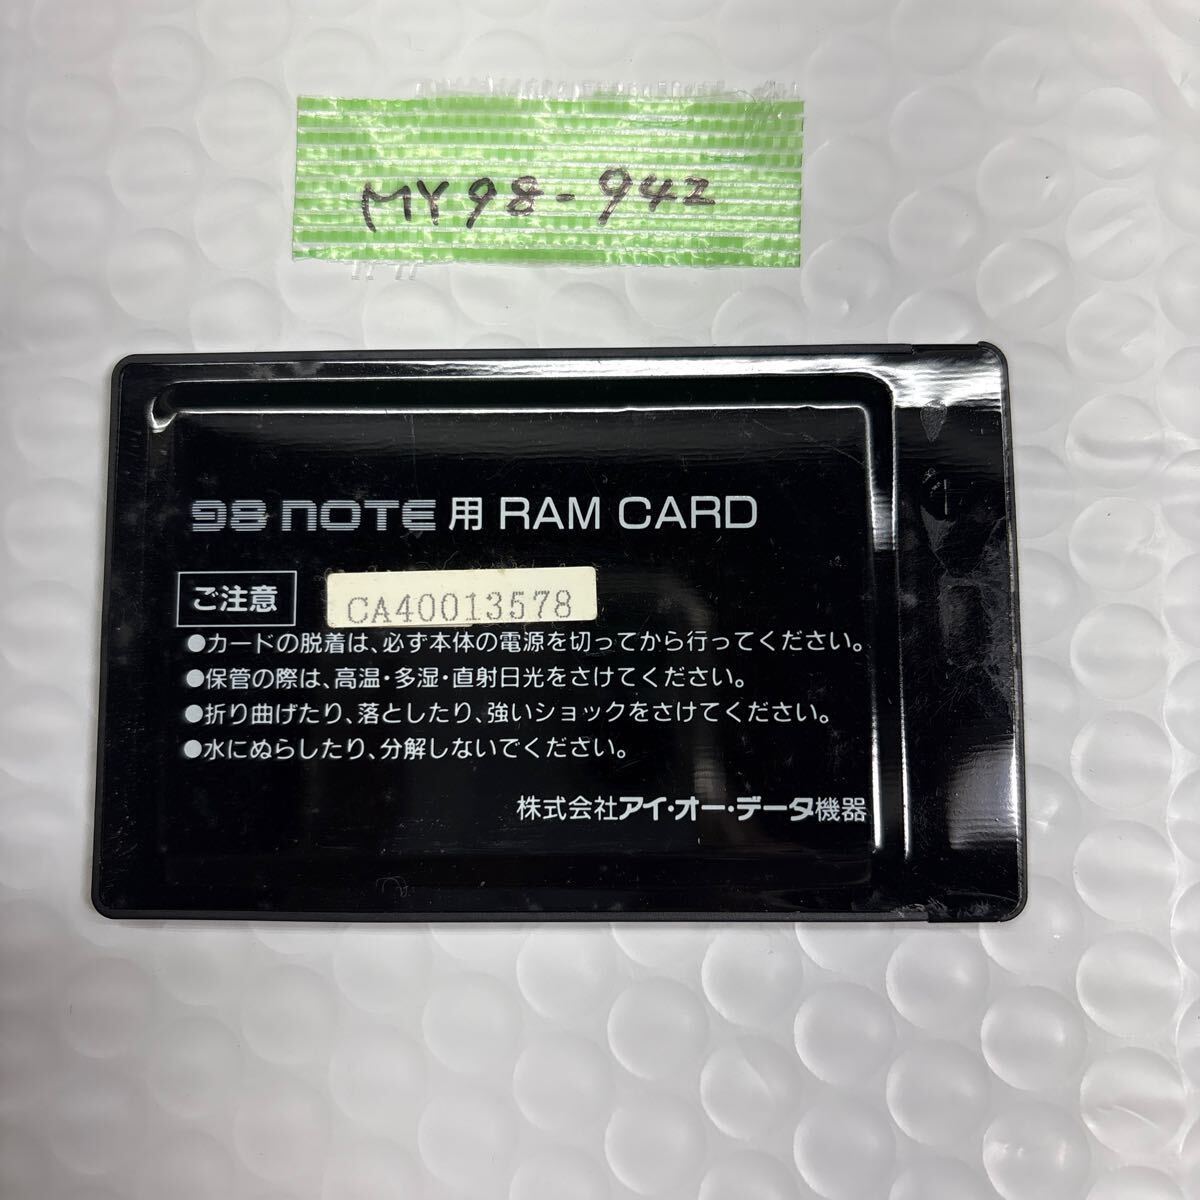 MY98-942
98 NOTE 用 RAM CARD
ご注意
CA40013578
●カードの脱着は、必ず本体の電源を切ってから行ってください。
●保管の際は、高温・多湿・直射日光をさけてください。
●折り曲げたり、落としたり、強いショックをさけてください。
●水にぬらしたり、分解しないでください。
株式会社アイ・オー・データ機器